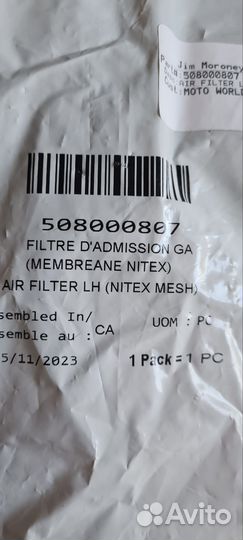 Jim Moroney
508000807
AIR FILTER L
MOTO WORLD
508000807
FILTRE D'ADMISSION GA
(MEMBREANE NITEX)
AIR FILTER LH (NITEX MESH)
sembled In/
semble au : CA
UOM : PC
5/11/2023
1 Pack = 1 PC
Avito